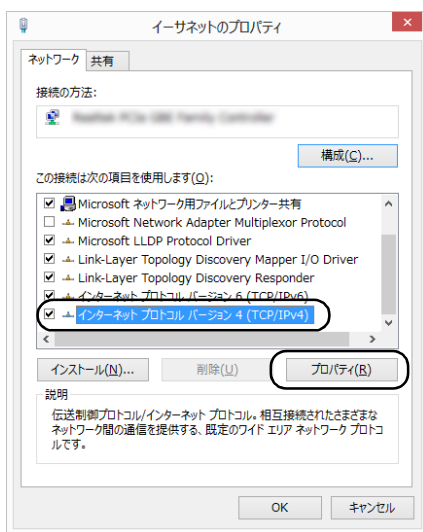 イーサネットのプロパティ
ネットワーク 共有
接続の方法:
構成(C)...
この接続は次の項目を使用します(O):
Microsoft ネットワーク用ファイルとプリンター共有
Microsoft Network Adapter Multiplexor Protocol
Microsoft LLDP Protocol Driver
Link-Layer Topology Discovery Mapper I/O Driver
Link-Layer Topology Discovery Responder
インターネット プロトコル バージョン 6 (TCP/IPv6)
インターネット プロトコル バージョン 4 (TCP/IPv4)
インストール(N)... 削除(U) プロパティ(R)
説明
伝送制御プロトコル/インターネット プロトコル。相互接続されたさまざまな
ネットワーク間の通信を提供する、既定のワイド エリア ネットワーク プロトコ
ルです。
OK キャンセル